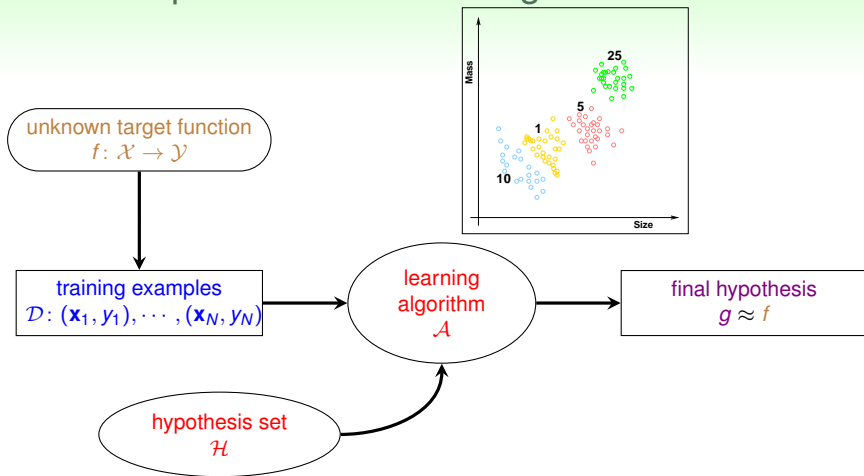 25
Mass
5
1
10
Size
unknown target function
f: 𝒳 → 𝒴
training examples
𝒟: (𝐱₁, y₁), ⋯ , (𝐱_N, y_N)
learning
algorithm
𝒜
final hypothesis
g ≈ f
hypothesis set
ℋ